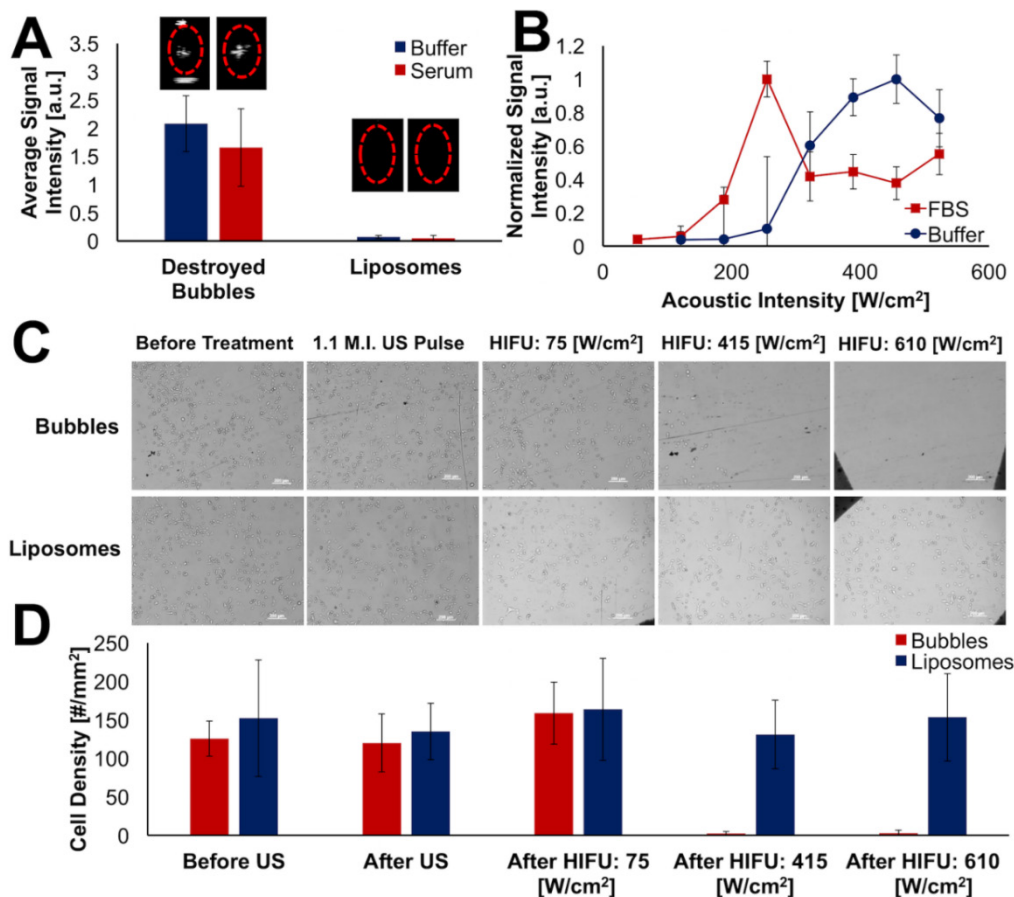 A
Average Signal
Intensity [a.u.]
3.5
3
2.5
2
1.5
1
0.5
0
Buffer
Serum
Destroyed
Bubbles
Liposomes
B
Normalized Signal
Intensity [a.u.]
1.2
1
0.8
0.6
0.4
0.2
0
FBS
Buffer
0 200 400 600
Acoustic Intensity [W/cm²]
C
Before Treatment 1.1 M.I. US Pulse HIFU: 75 [W/cm²] HIFU: 415 [W/cm²] HIFU: 610 [W/cm²]
Bubbles
Liposomes
D
Cell Density [#/mm²]
250
200
150
100
50
0
Bubbles
Liposomes
Before US After US After HIFU: 75 After HIFU: 415 After HIFU: 610
[W/cm²] [W/cm²] [W/cm²]